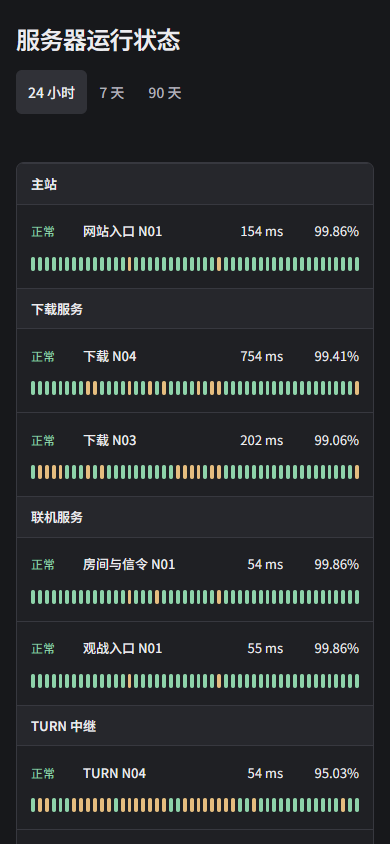 服务器运行状态
24 小时 7 天 90 天
主站
正常 网站入口 N01 154 ms 99.86%
下载服务
正常 下载 N04 754 ms 99.41%
正常 下载 N03 202 ms 99.06%
联机服务
正常 房间与信令 N01 54 ms 99.86%
正常 观战入口 N01 55 ms 99.86%
TURN 中继
正常 TURN N04 54 ms 95.03%